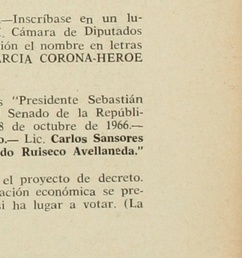 .—Inscríbase en un lu-
. Cámara de Diputados
ión el nombre en letras
ARCIA CORONA-HEROE
s "Presidente Sebastián
Senado de la Repúbli-
8 de octubre de 1966.—
o.— Lic. Carlos Sansores
do Ruiseco Avellaneda."
el proyecto de decreto.
ación económica se pre-
si ha lugar a votar. (La